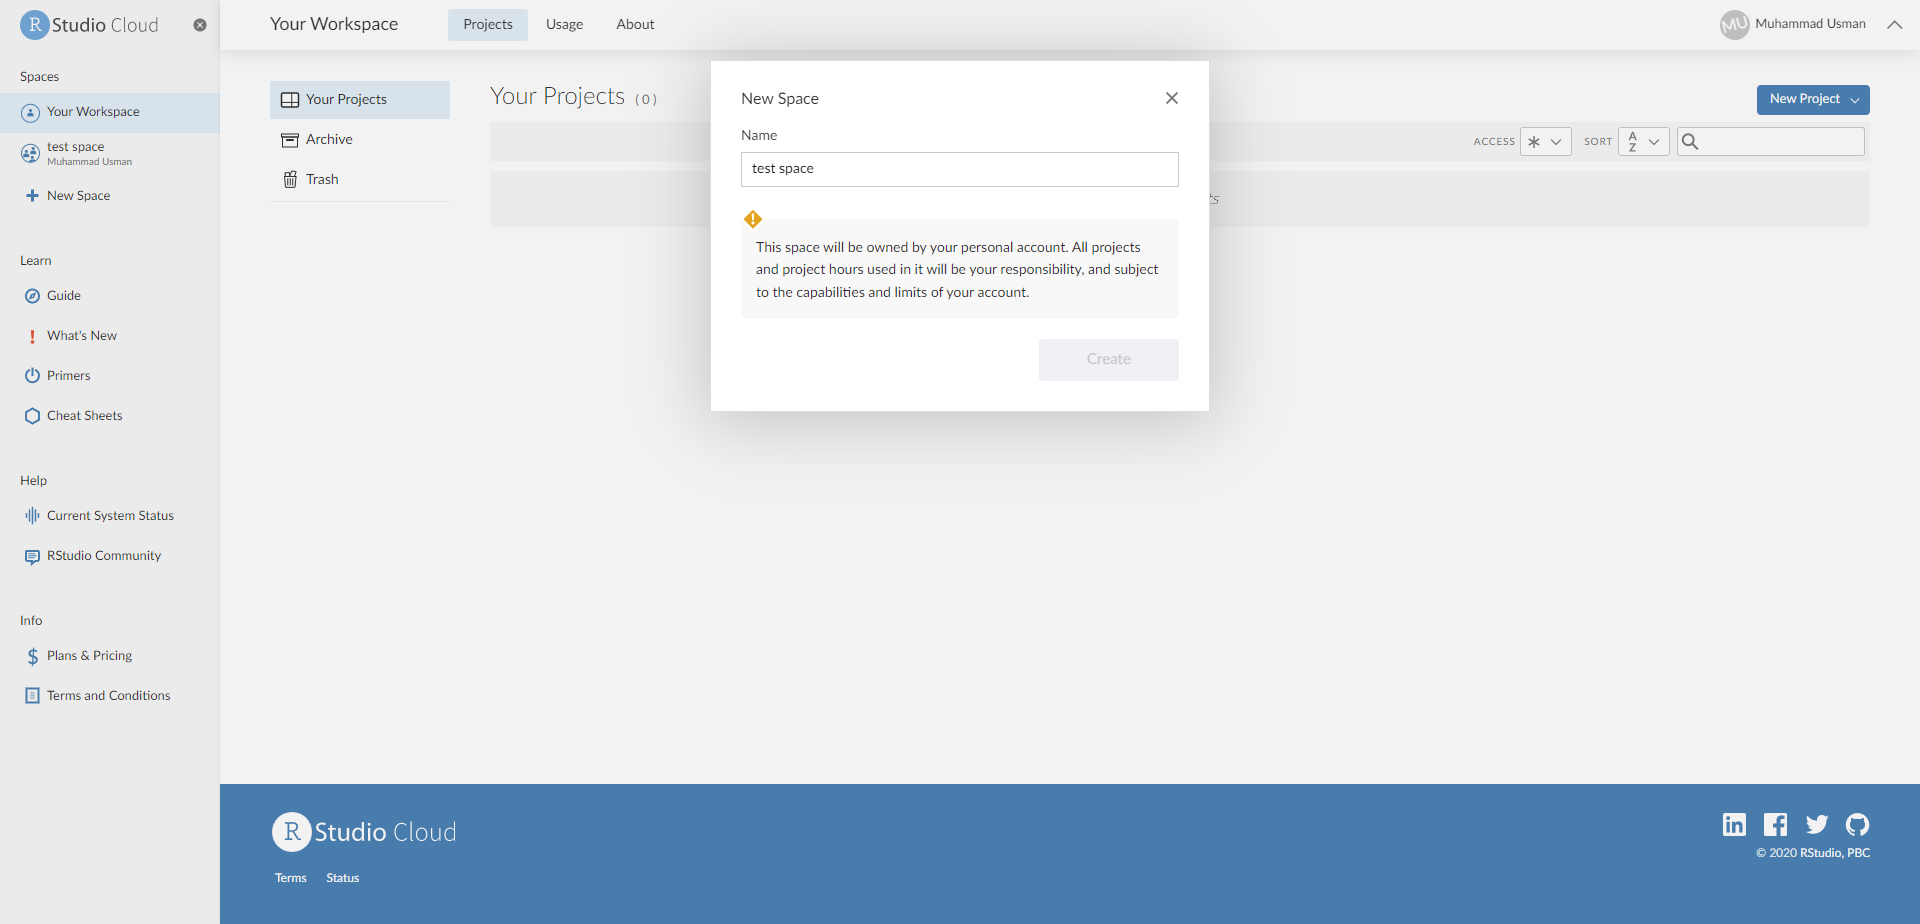 R Studio Cloud
Spaces
Your Workspace
test space
Muhammad Usman
New Space
Learn
Guide
What's New
Primers
Cheat Sheets
Help
Current System Status
RStudio Community
Info
Plans & Pricing
Terms and Conditions
Your Workspace
Projects
Usage
About
MU
Muhammad Usman
Your Projects
Archive
Trash
Your Projects (0)
New Project
ACCESS
SORT
A
Z
ts
New Space
Name
test space
This space will be owned by your personal account. All projects
and project hours used in it will be your responsibility, and subject
to the capabilities and limits of your account.
Create
R Studio Cloud
Terms
Status
© 2020 RStudio, PBC